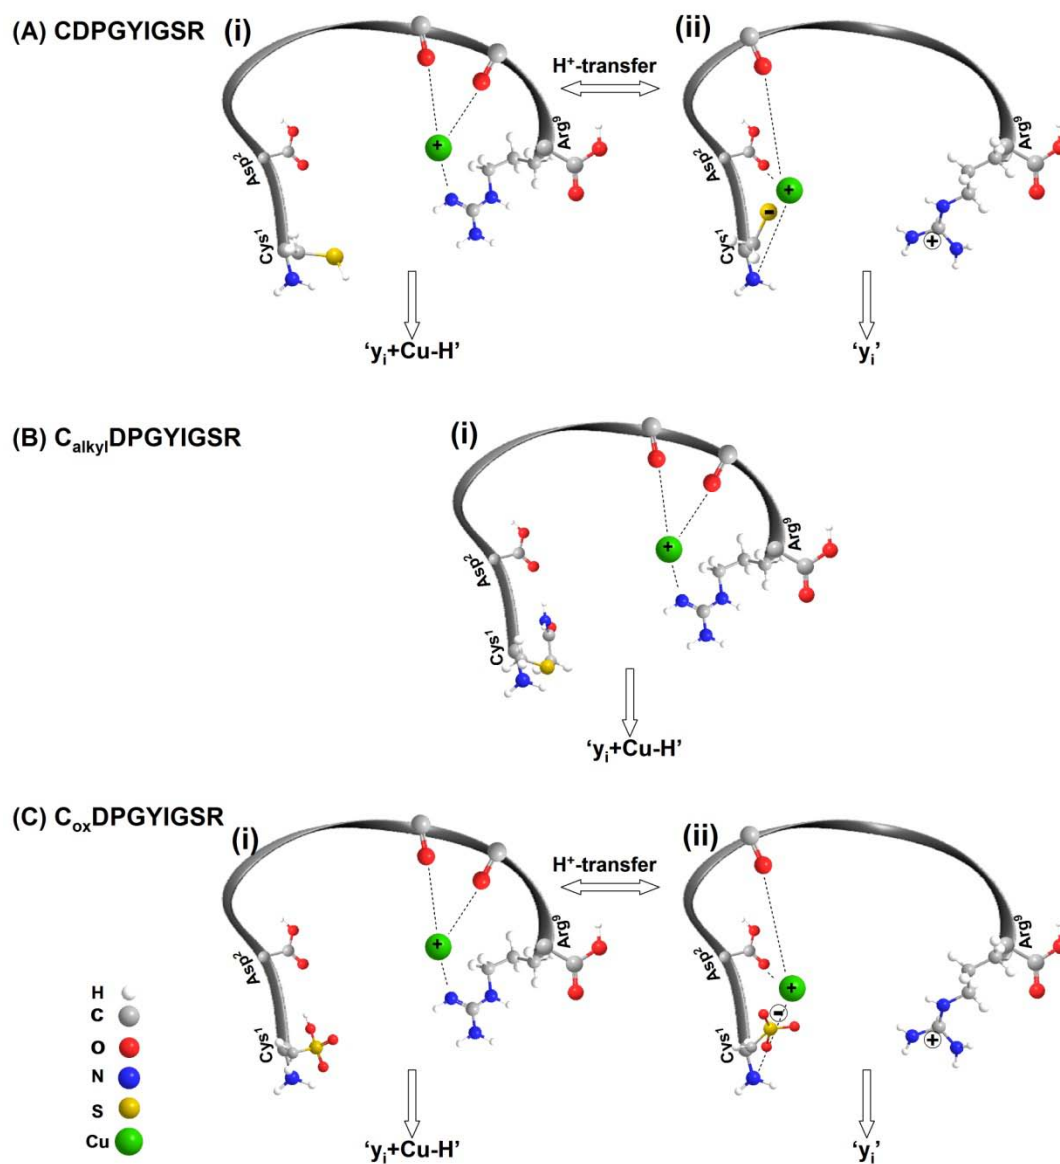 (A) CDPGYIGSR
(i)
(ii)
H⁺-transfer
Asp²
Cys¹
Arg⁹
+
Asp²
Cys¹
Arg⁹
+
-
+
‘yᵢ+Cu-H’
‘yᵢ’
(B) CₐₗₖyₗDPGYIGSR
(i)
Asp²
Cys¹
Arg⁹
+
‘yᵢ+Cu-H’
(C) CₒₓDPGYIGSR
(i)
(ii)
H⁺-transfer
Asp²
Cys¹
Arg⁹
+
Asp²
Cys¹
Arg⁹
+
-
+
H
C
O
N
S
Cu
‘yᵢ+Cu-H’
‘yᵢ’